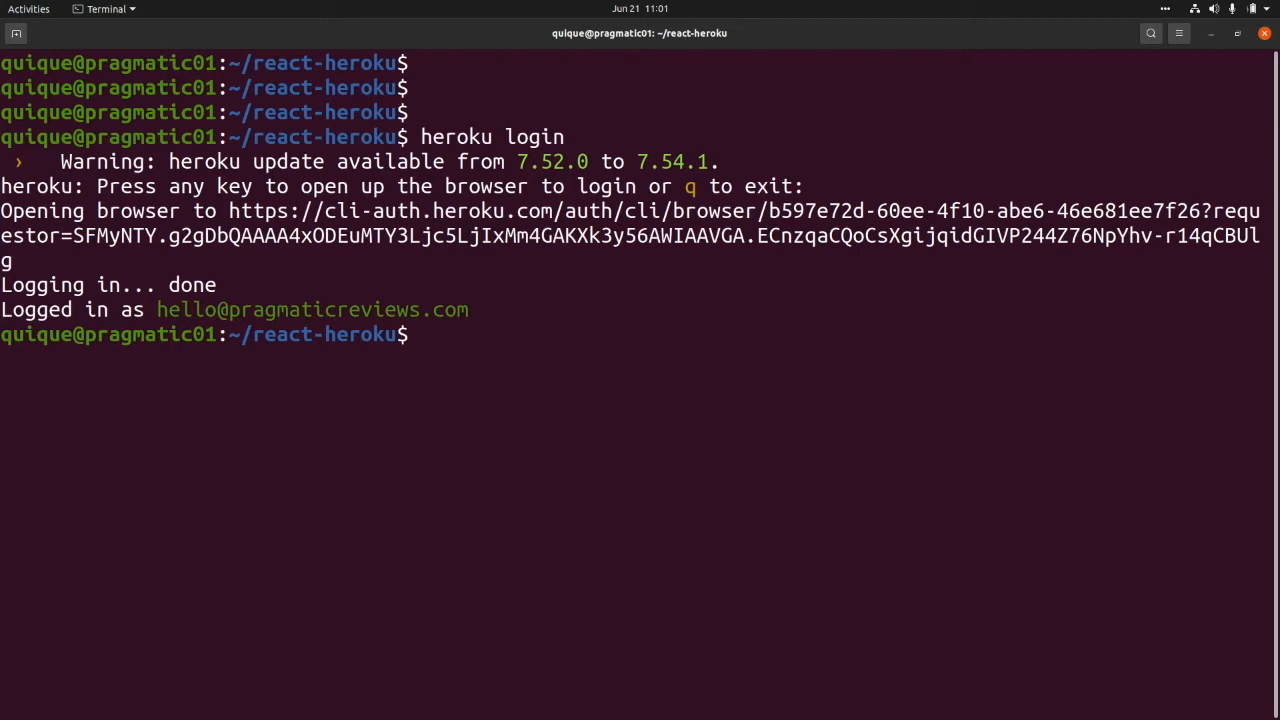 Activities Terminal Jun 21 11:01
quique@pragmatic01: ~/react-heroku
quique@pragmatic01:~/react-heroku$
quique@pragmatic01:~/react-heroku$
quique@pragmatic01:~/react-heroku$
quique@pragmatic01:~/react-heroku$ heroku login
› Warning: heroku update available from 7.52.0 to 7.54.1.
heroku: Press any key to open up the browser to login or q to exit:
Opening browser to https://cli-auth.heroku.com/auth/cli/browser/b597e72d-60ee-4f10-abe6-46e681ee7f26?requ
estor=SFMyNTY.g2gDbQAAAA4xODEuMTY3Ljc5LjIxMm4GAKXk3y56AWIAAVGA.ECnzqaCQoCsXgijqidGIVP244Z76NpYhv-r14qCBUl
g
Logging in... done
Logged in as hello@pragmaticreviews.com
quique@pragmatic01:~/react-heroku$